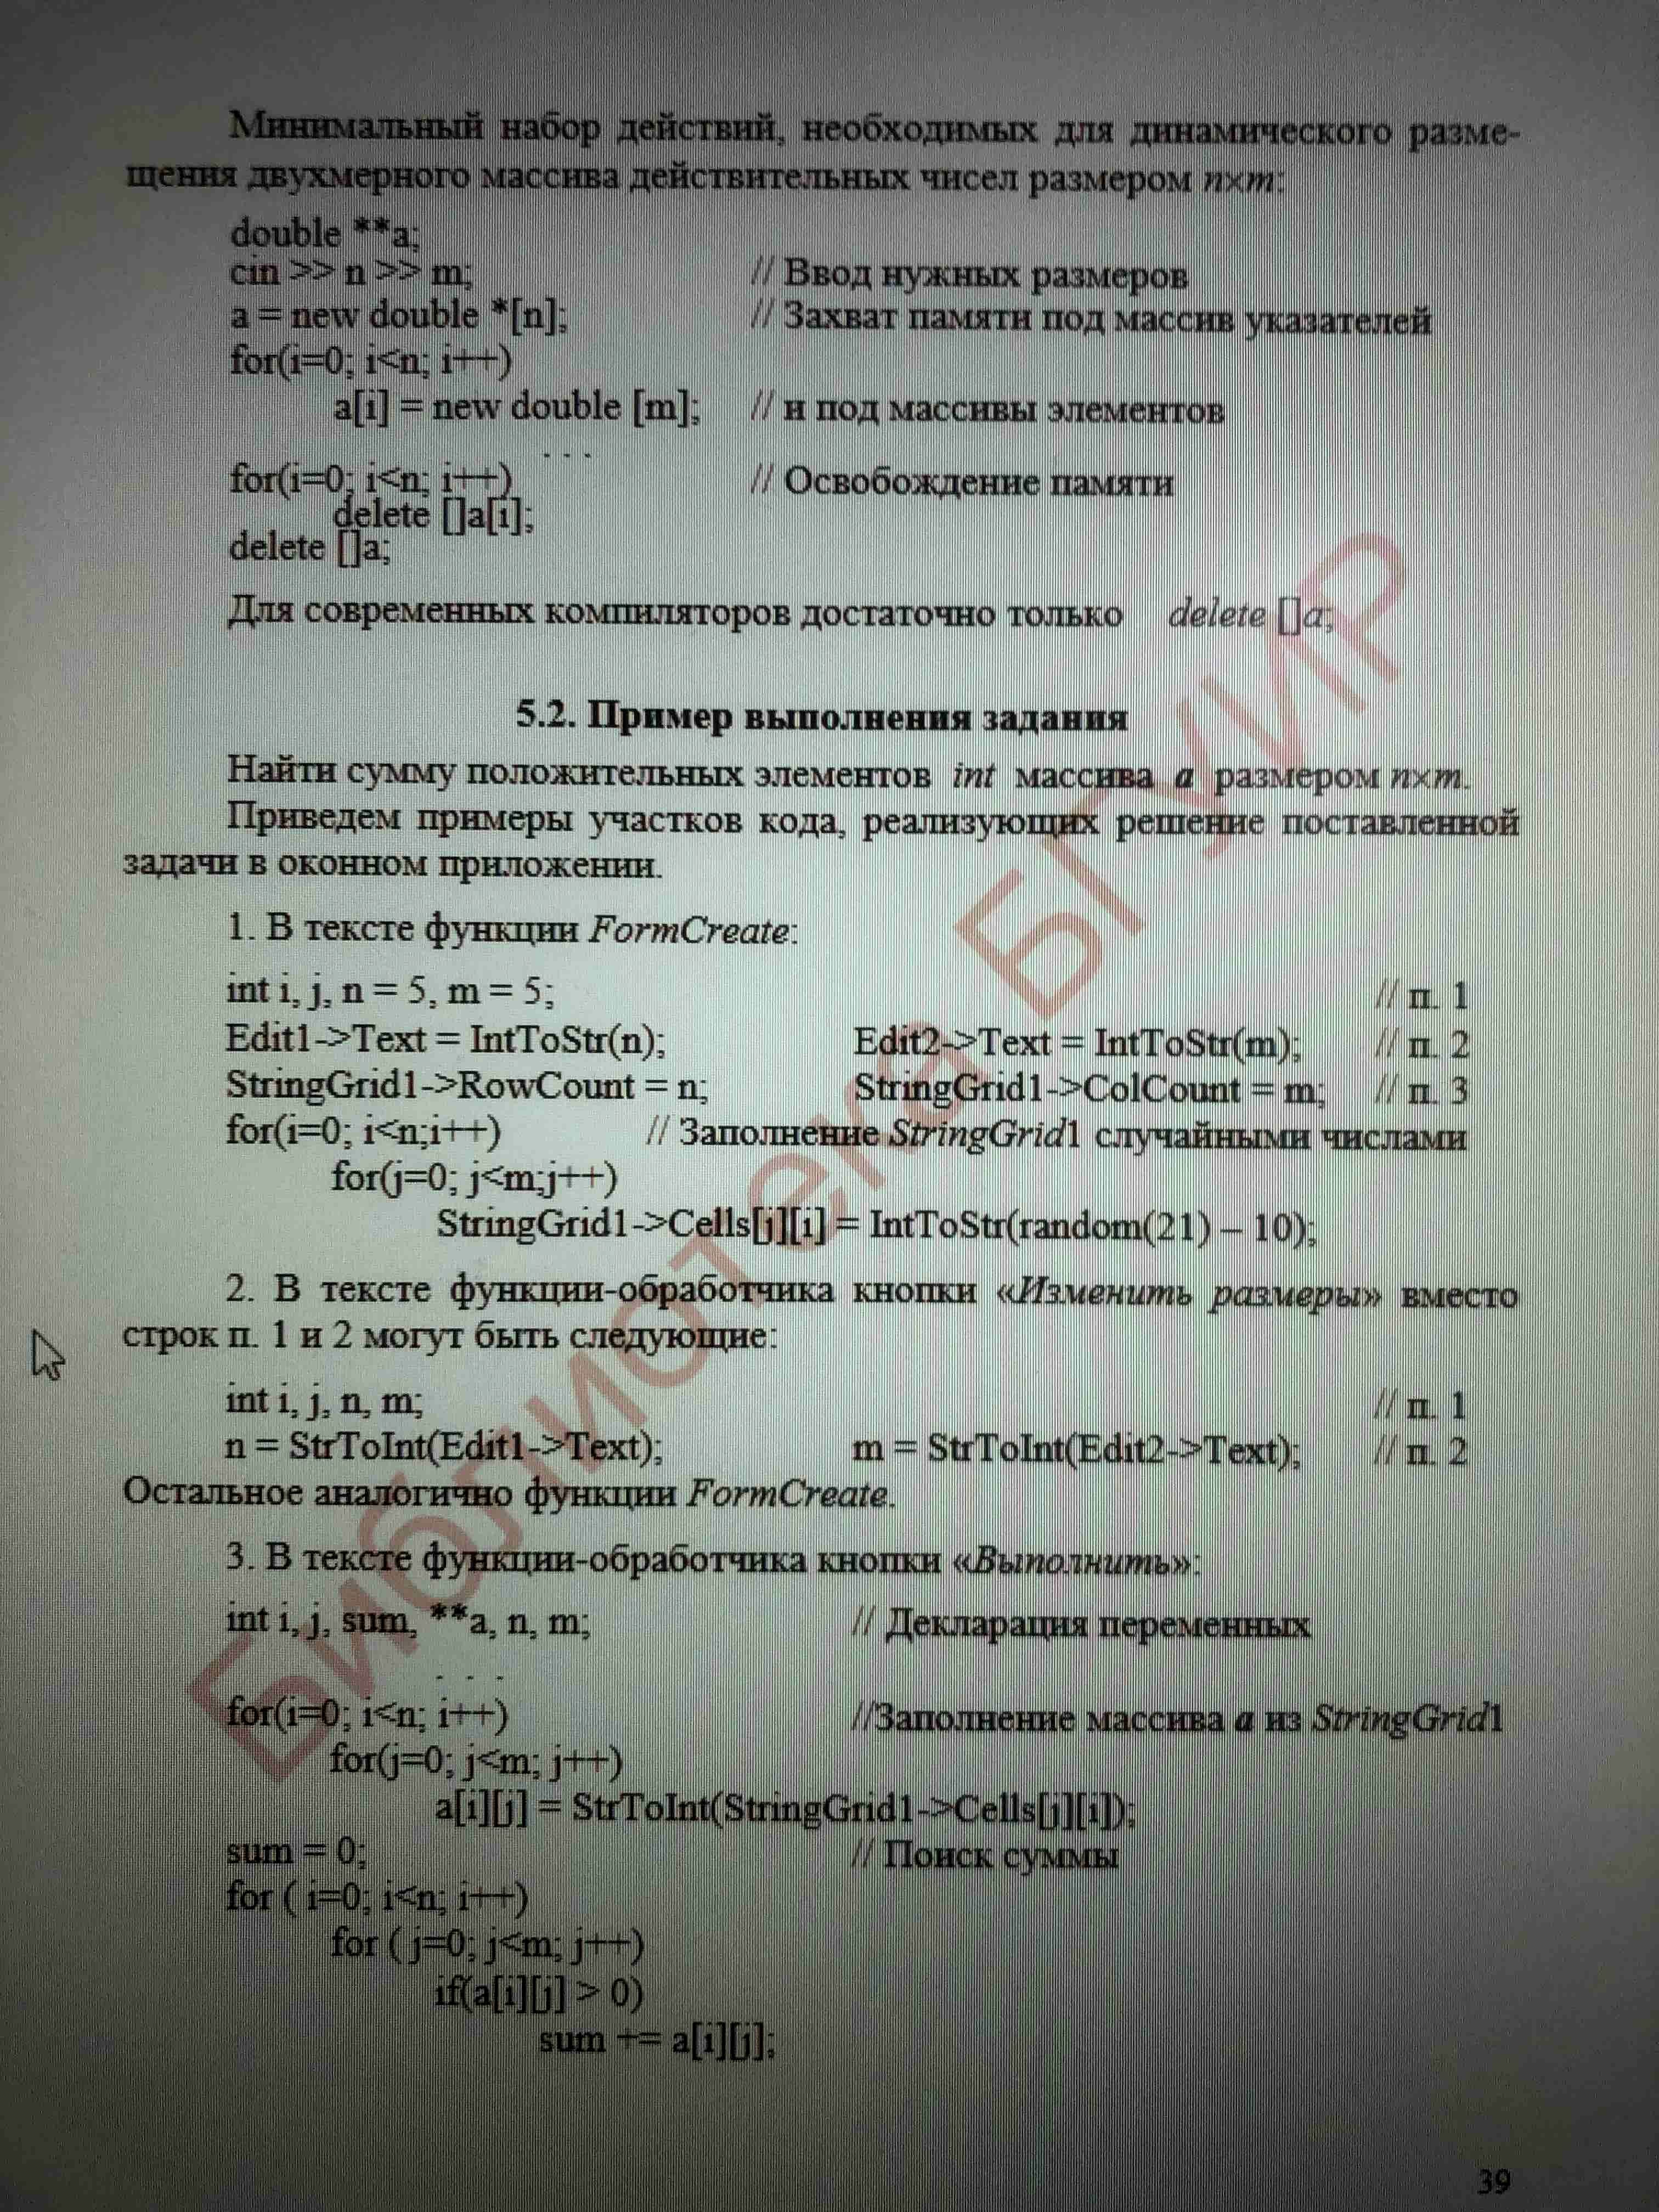 Минимальный набор действий, необходимых для динамического разме-
щения двухмерного массива действительных чисел размером n×m:
double **a;
cin >> n >> m; // Ввод нужных размеров
a = new double *[n]; // Захват памяти под массив указателей
for(i=0; i<n; i++)
a[i] = new double [m]; // и под массивы элементов
. . .
for(i=0; i<n; i++) // Освобождение памяти
delete []a[i];
delete []a;
Для современных компиляторов достаточно только delete []a;
5.2. Пример выполнения задания
Найти сумму положительных элементов int массива a размером n×m.
Приведем примеры участков кода, реализующих решение поставленной
задачи в оконном приложении.
1. В тексте функции FormCreate:
int i, j, n = 5, m = 5; // п. 1
Edit1->Text = IntToStr(n); Edit2->Text = IntToStr(m); // п. 2
StringGrid1->RowCount = n; StringGrid1->ColCount = m; // п. 3
for(i=0; i<n;i++) // Заполнение StringGrid1 случайными числами
for(j=0; j<m;j++)
StringGrid1->Cells[j][i] = IntToStr(random(21) – 10);
2. В тексте функции-обработчика кнопки «Изменить размеры» вместо
строк п. 1 и 2 могут быть следующие:
int i, j, n, m; // п. 1
n = StrToInt(Edit1->Text); m = StrToInt(Edit2->Text); // п. 2
Остальное аналогично функции FormCreate.
3. В тексте функции-обработчика кнопки «Выполнить»:
int i, j, sum, **a, n, m; // Декларация переменных
. . .
for(i=0; i<n; i++) //Заполнение массива a из StringGrid1
for(j=0; j<m; j++)
a[i][j] = StrToInt(StringGrid1->Cells[j][i]);
sum = 0; // Поиск суммы
for ( i=0; i<n; i++)
for ( j=0; j<m; j++)
if(a[i][j] > 0)
sum += a[i][j];
39
Библиотека БГУИР